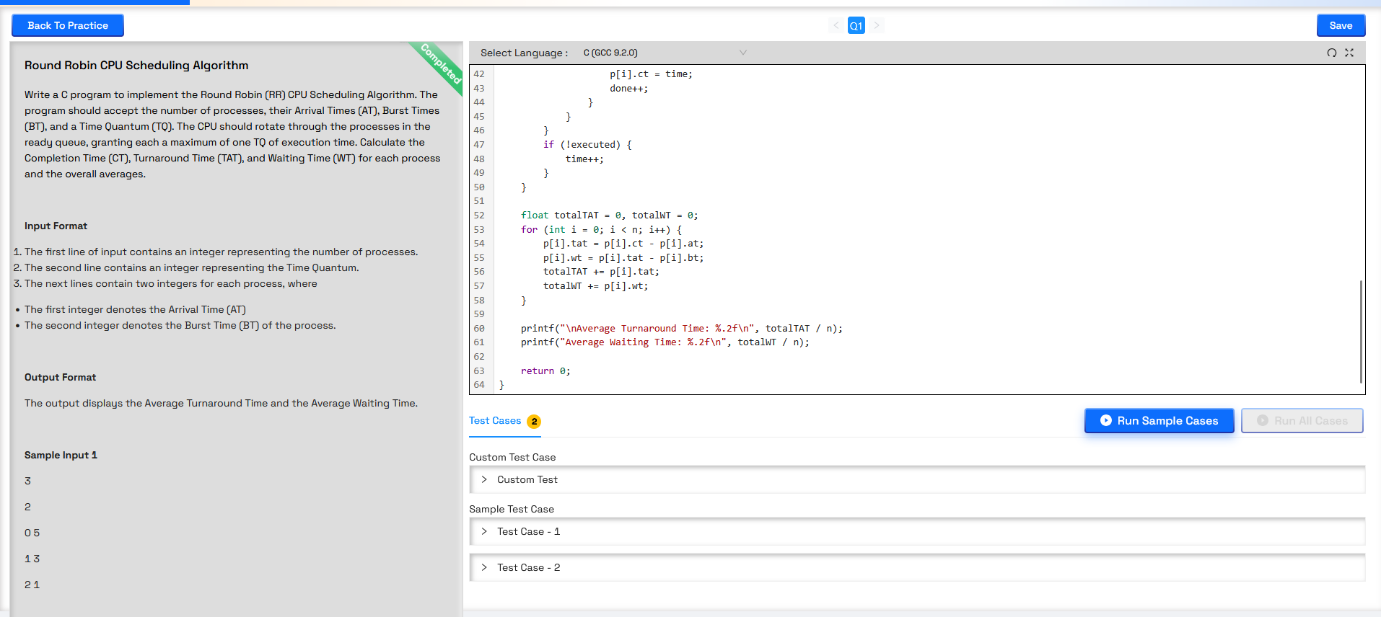 Back To Practice
< Q1 >
Save
Completed
Round Robin CPU Scheduling Algorithm
Write a C program to implement the Round Robin (RR) CPU Scheduling Algorithm. The
program should accept the number of processes, their Arrival Times (AT), Burst Times
(BT), and a Time Quantum (TQ). The CPU should rotate through the processes in the
ready queue, granting each a maximum of one TQ of execution time. Calculate the
Completion Time (CT), Turnaround Time (TAT), and Waiting Time (WT) for each process
and the overall averages.
Input Format
1. The first line of input contains an integer representing the number of processes.
2. The second line contains an integer representing the Time Quantum.
3. The next lines contain two integers for each process, where
• The first integer denotes the Arrival Time (AT)
• The second integer denotes the Burst Time (BT) of the process.
Output Format
The output displays the Average Turnaround Time and the Average Waiting Time.
Sample Input 1
3
2
0 5
1 3
2 1
Select Language : C (GCC 9.2.0)
42 p[i].ct = time;
43 done++;
44 }
45 }
46 }
47 if (!executed) {
48 time++;
49 }
50 }
51
52 float totalTAT = 0, totalWT = 0;
53 for (int i = 0; i < n; i++) {
54 p[i].tat = p[i].ct - p[i].at;
55 p[i].wt = p[i].tat - p[i].bt;
56 totalTAT += p[i].tat;
57 totalWT += p[i].wt;
58 }
59
60 printf("\nAverage Turnaround Time: %.2f\n", totalTAT / n);
61 printf("Average Waiting Time: %.2f\n", totalWT / n);
62
63 return 0;
64 }
Test Cases 2
Run Sample Cases
Run All Cases
Custom Test Case
> Custom Test
Sample Test Case
> Test Case - 1
> Test Case - 2